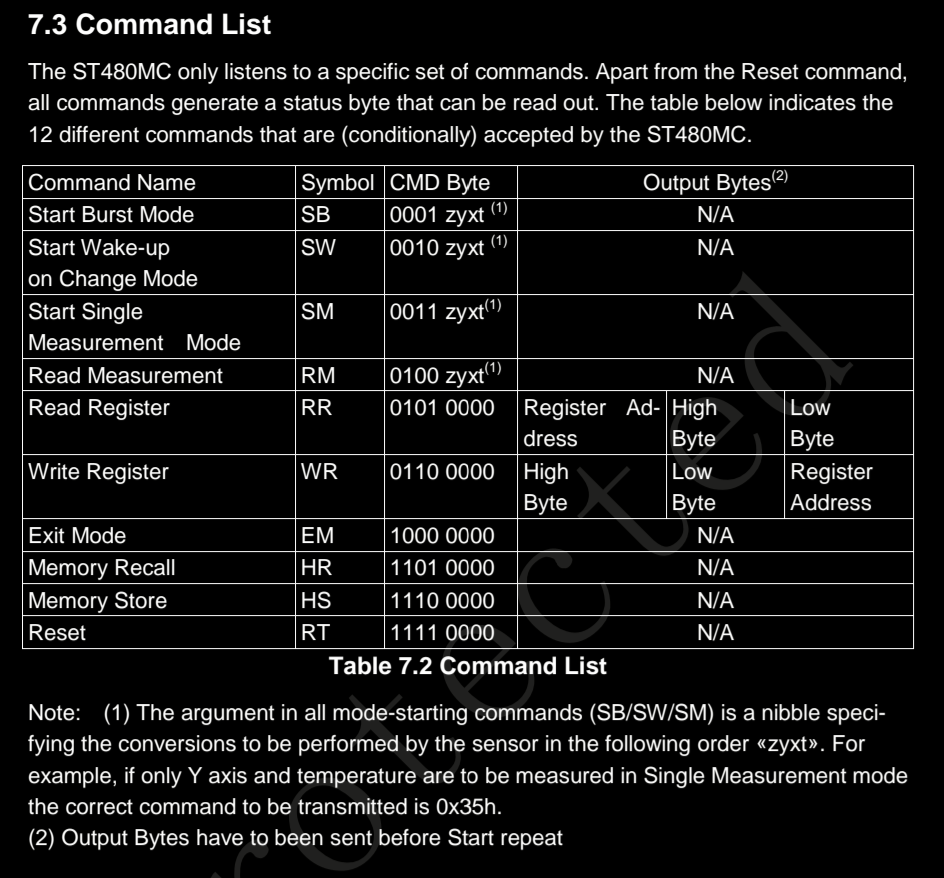 7.3 Command List
The ST480MC only listens to a specific set of commands. Apart from the Reset command,
all commands generate a status byte that can be read out. The table below indicates the
12 different commands that are (conditionally) accepted by the ST480MC.
Command Name Symbol CMD Byte Output Bytes(2)
Start Burst Mode SB 0001 zyxt (1) N/A
Start Wake-up SW 0010 zyxt (1) N/A
on Change Mode
Start Single SM 0011 zyxt(1) N/A
Measurement Mode
Read Measurement RM 0100 zyxt(1) N/A
Read Register RR 0101 0000 Register Ad- High Low
dress Byte Byte
Write Register WR 0110 0000 High Low Register
Byte Byte Address
Exit Mode EM 1000 0000 N/A
Memory Recall HR 1101 0000 N/A
Memory Store HS 1110 0000 N/A
Reset RT 1111 0000 N/A
Table 7.2 Command List
Note: (1) The argument in all mode-starting commands (SB/SW/SM) is a nibble speci-
fying the conversions to be performed by the sensor in the following order «zyxt». For
example, if only Y axis and temperature are to be measured in Single Measurement mode
the correct command to be transmitted is 0x35h.
(2) Output Bytes have to been sent before Start repeat
rotected